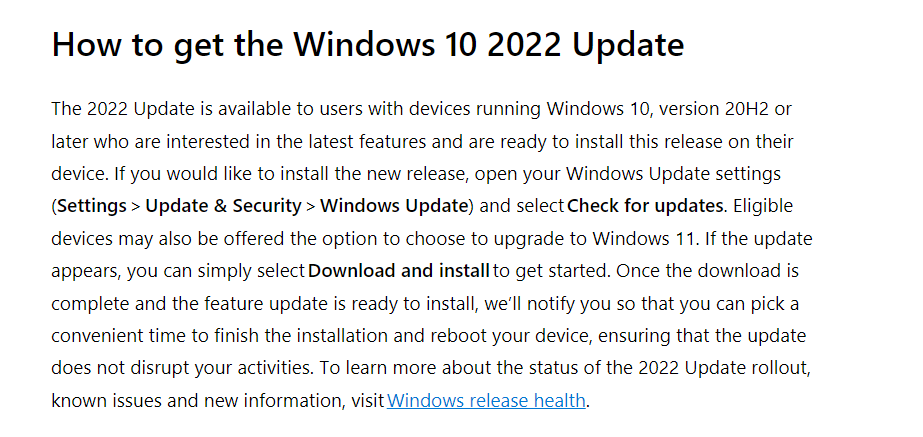 How to get the Windows 10 2022 Update
The 2022 Update is available to users with devices running Windows 10, version 20H2 or
later who are interested in the latest features and are ready to install this release on their
device. If you would like to install the new release, open your Windows Update settings
(Settings > Update & Security > Windows Update) and select Check for updates. Eligible
devices may also be offered the option to choose to upgrade to Windows 11. If the update
appears, you can simply select Download and install to get started. Once the download is
complete and the feature update is ready to install, we’ll notify you so that you can pick a
convenient time to finish the installation and reboot your device, ensuring that the update
does not disrupt your activities. To learn more about the status of the 2022 Update rollout,
known issues and new information, visit Windows release health.